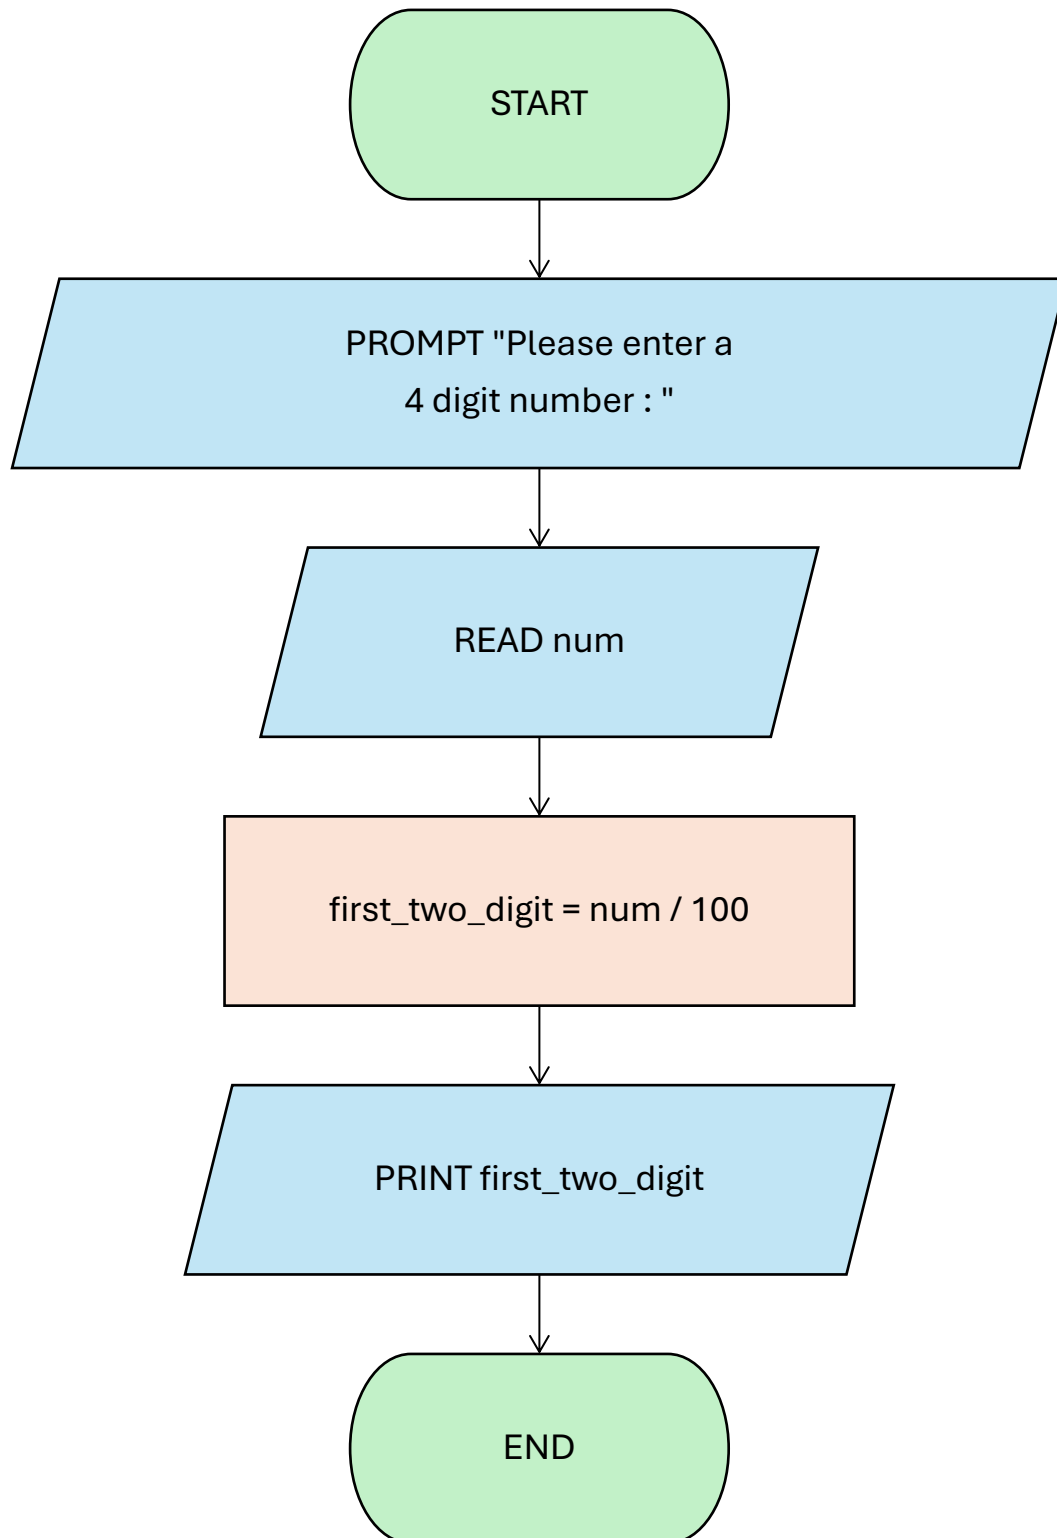 START
PROMPT "Please enter a
4 digit number : "
READ num
first_two_digit = num / 100
PRINT first_two_digit
END